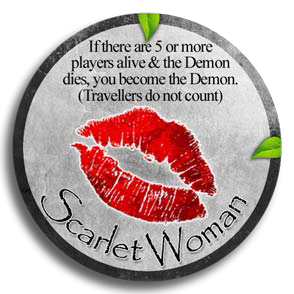 If there are 5 or more
players alive & the Demon
dies, you become the Demon.
(Travellers do not count)
Scarlet Woman